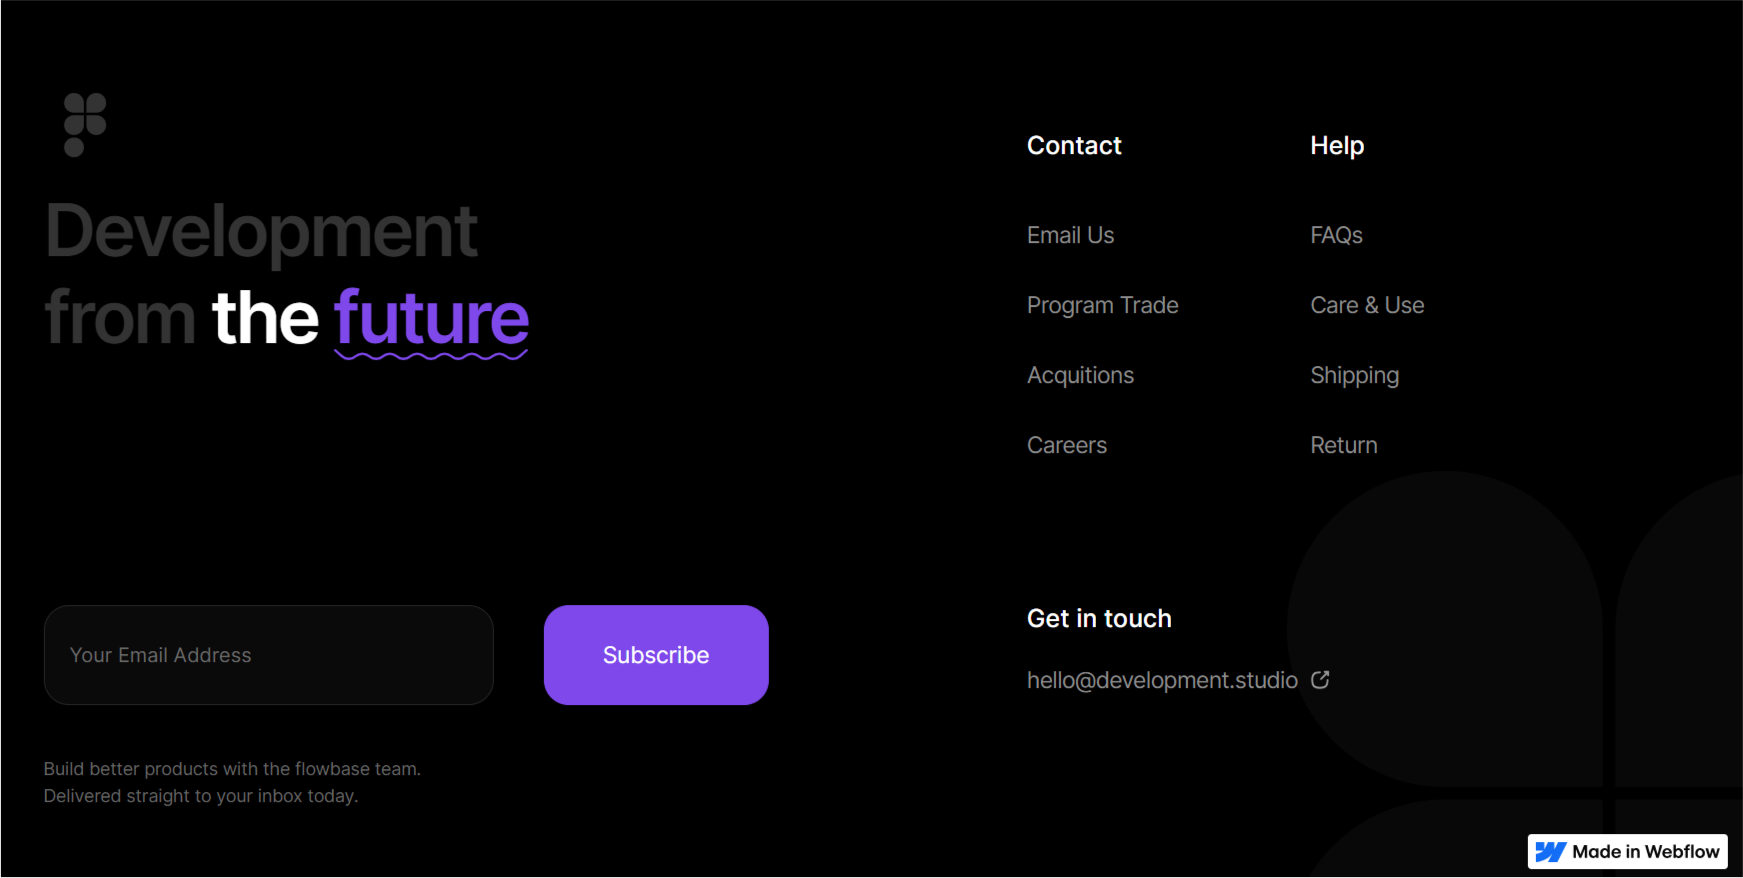 Development
from the future
Contact
Email Us
Program Trade
Acquitions
Careers
Help
FAQs
Care & Use
Shipping
Return
Your Email Address
Subscribe
Build better products with the flowbase team.
Delivered straight to your inbox today.
Get in touch
hello@development.studio
Made in Webflow